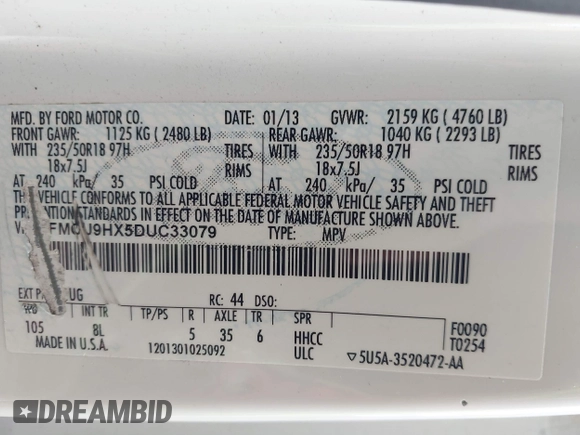 MFD. BY FORD MOTOR CO. DATE: 01/13 GVWR: 2159 KG ( 4760 LB)
FRONT GAWR: 1125 KG ( 2480 LB) REAR GAWR: 1040 KG ( 2293 LB)
WITH 235/50R18 97H TIRES WITH 235/50R18 97H TIRES
18x7.5J RIMS 18x7.5J RIMS
AT 240 kPa/ 35 PSI COLD AT 240 kPa/ 35 PSI COLD
THE VEHICLE CONFORMS TO ALL APPLICABLE FEDERAL MOTOR VEHICLE SAFETY AND THEFT
STANDARDS IN EFFECT ON THE DATE OF MANUFACTURE SHOWN ABOVE.
FMCU9HX5DUC33079 TYPE: MPV
EXT UG RC: 44 DSO:
INT TR TP/PS R AXLE TR SPR
105 8L 5 35 6 HHCC F0090
MADE IN U.S.A. 1201301025092 ULC T0254
▽5U5A-3520472-AA
DREAMBID